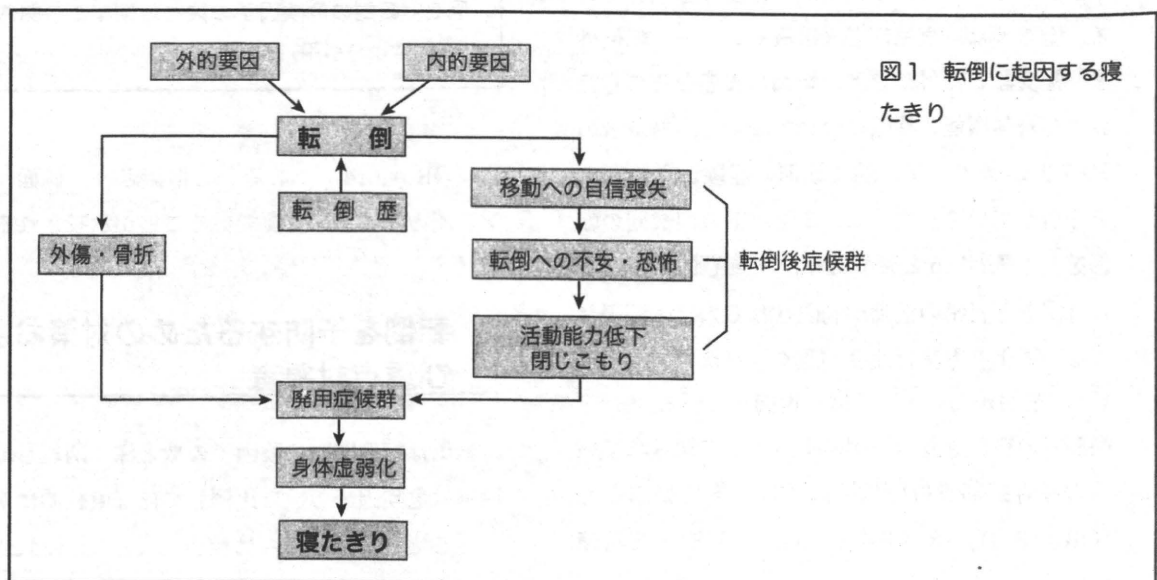 外的要因
内的要因
図1　転倒に起因する寝
たきり
転　倒
移動への自信喪失
転　倒　歴
外傷・骨折
転倒への不安・恐怖
転倒後症候群
活動能力低下
閉じこもり
廃用症候群
身体虚弱化
寝たきり